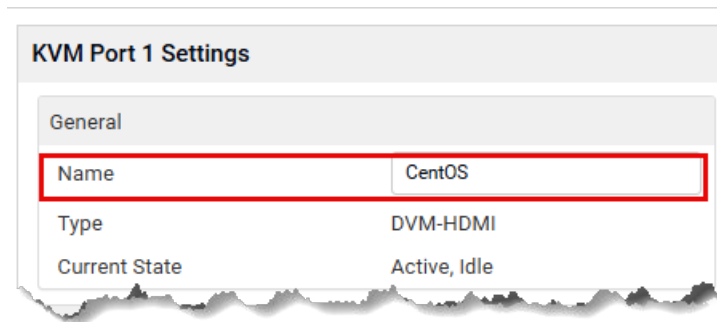 KVM Port 1 Settings
General
Name CentOS
Type DVM-HDMI
Current State Active, Idle